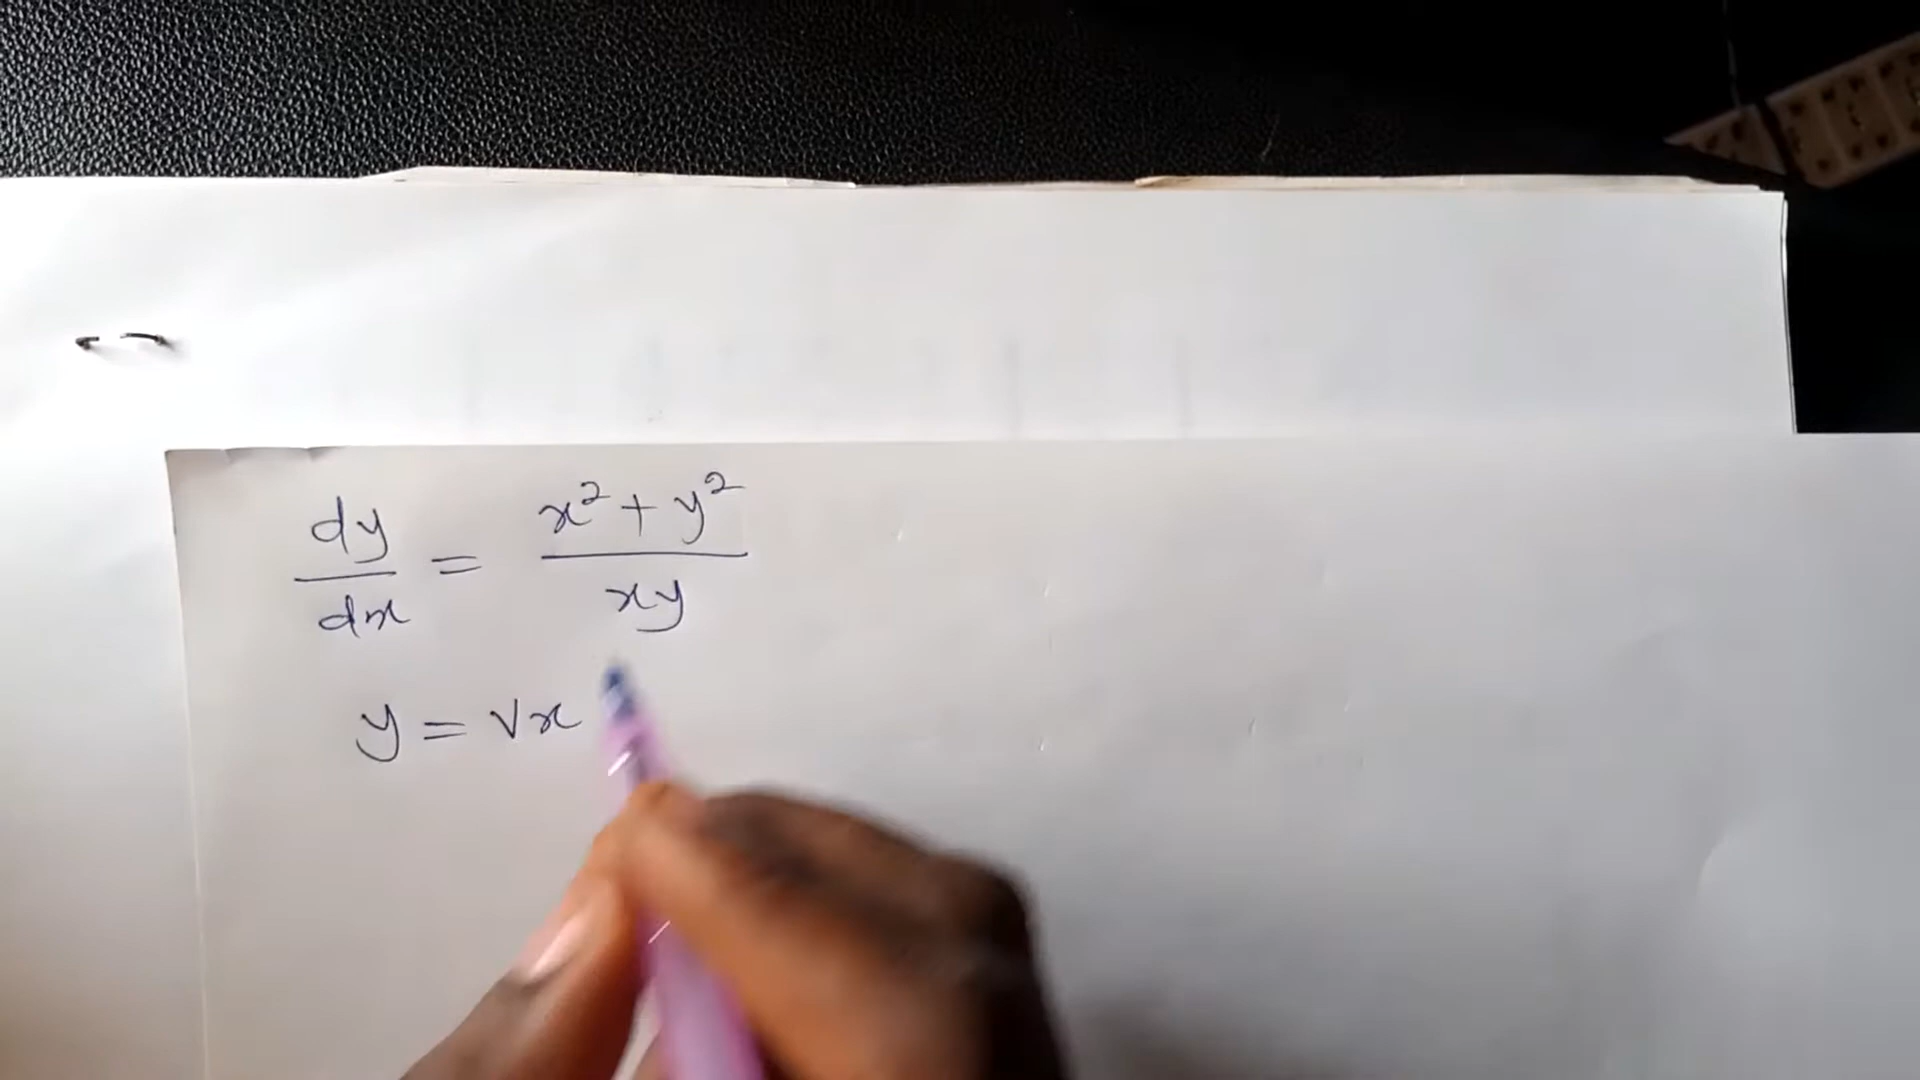 dy/dx = x² + y² / xy
y = vx